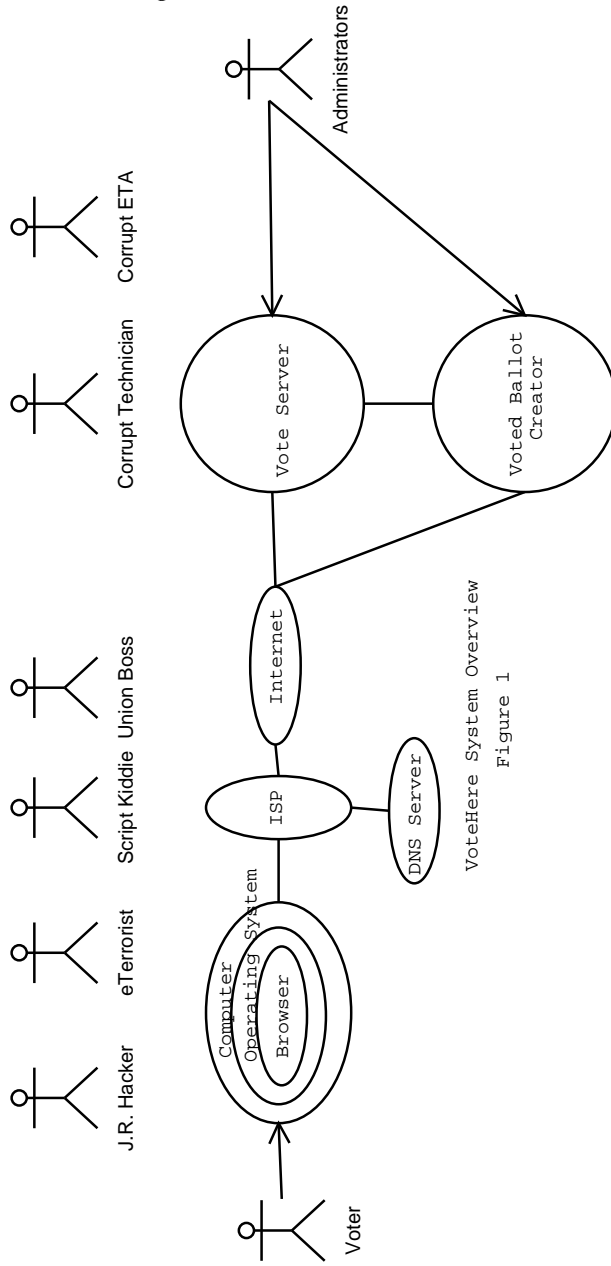 J.R. Hacker
eTerrorist
Script Kiddie
Union Boss
Corrupt Technician
Corrupt ETA
Voter
Computer
Operating System
Browser
ISP
DNS Server
Internet
Vote Server
Voted Ballot
Creator
Administrators
VoteHere System Overview
Figure 1